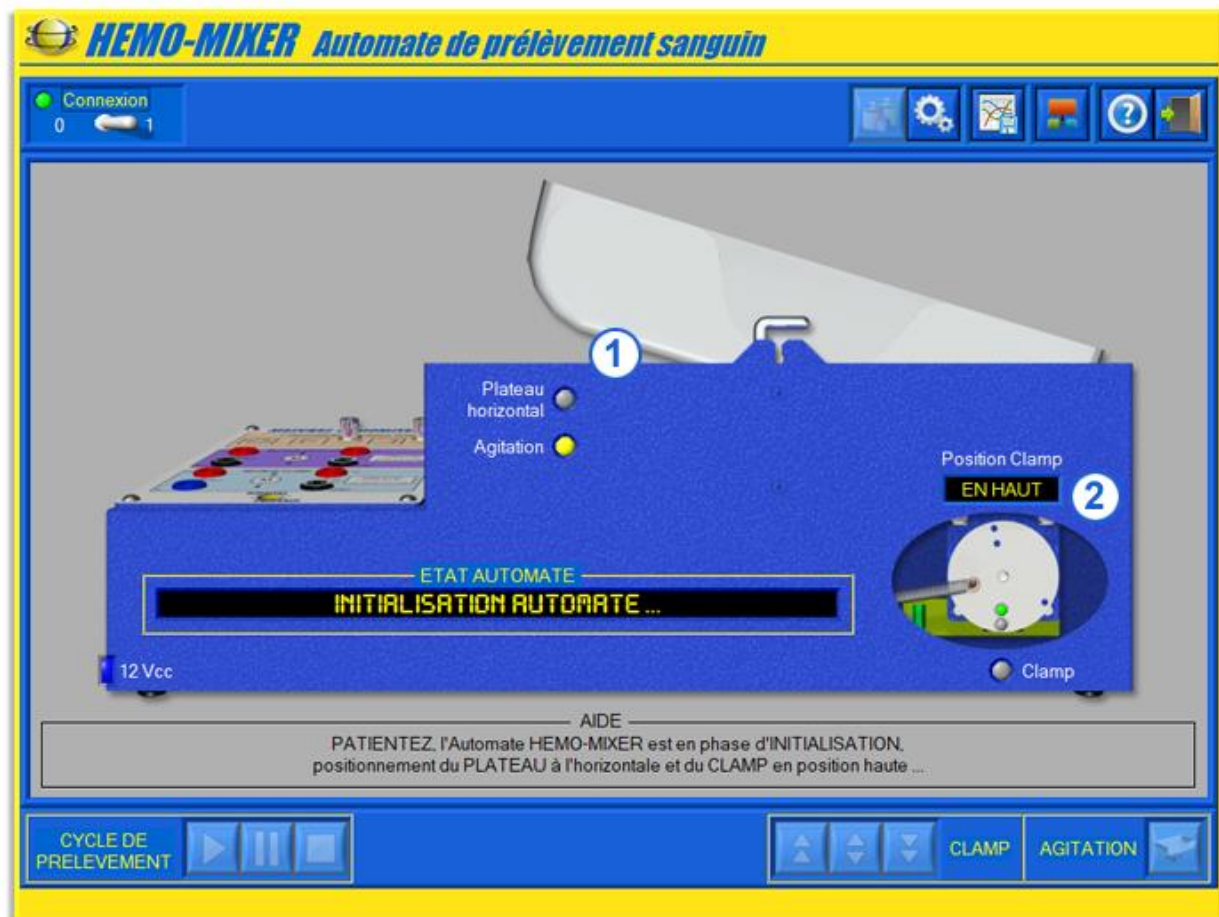 HEMO-MIXER Automate de prélèvement sanguin
Connexion
0 1
?
1
Plateau
horizontal
Agitation
Position Clamp
EN HAUT
2
ETAT AUTOMATE
INITIALISATION AUTOMATE ...
12 Vcc
Clamp
AIDE
PATIENTEZ, l'Automate HEMO-MIXER est en phase d'INITIALISATION,
positionnement du PLATEAU à l'horizontale et du CLAMP en position haute ...
CYCLE DE
PRELEVEMENT
CLAMP
AGITATION